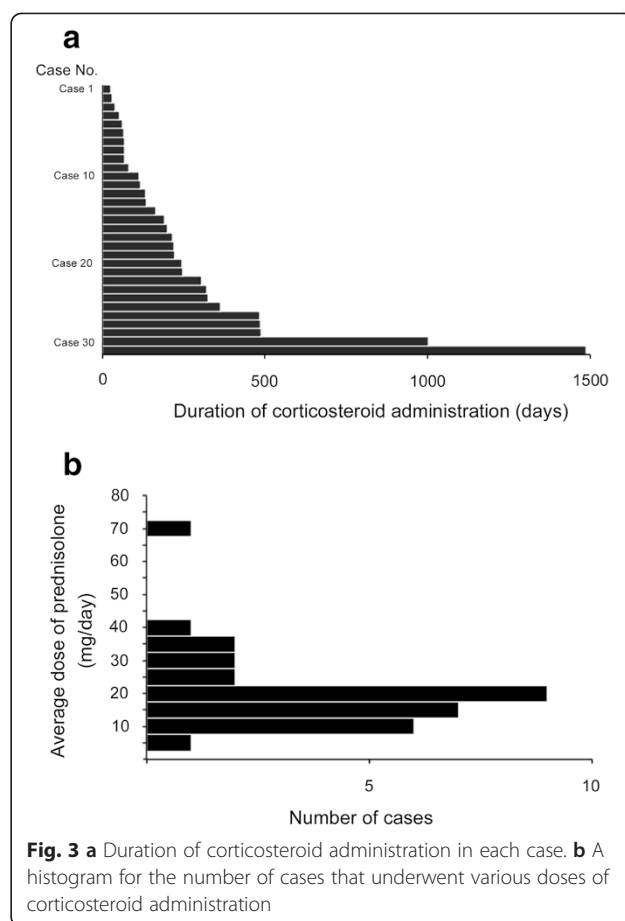 a
Case No.
Case 1
Case 10
Case 20
Case 30
0 500 1000 1500
Duration of corticosteroid administration (days)
b
Average dose of prednisolone
(mg/day)
80
70
60
50
40
30
20
10
5 10
Number of cases
Fig. 3 a Duration of corticosteroid administration in each case. b A
histogram for the number of cases that underwent various doses of
corticosteroid administration